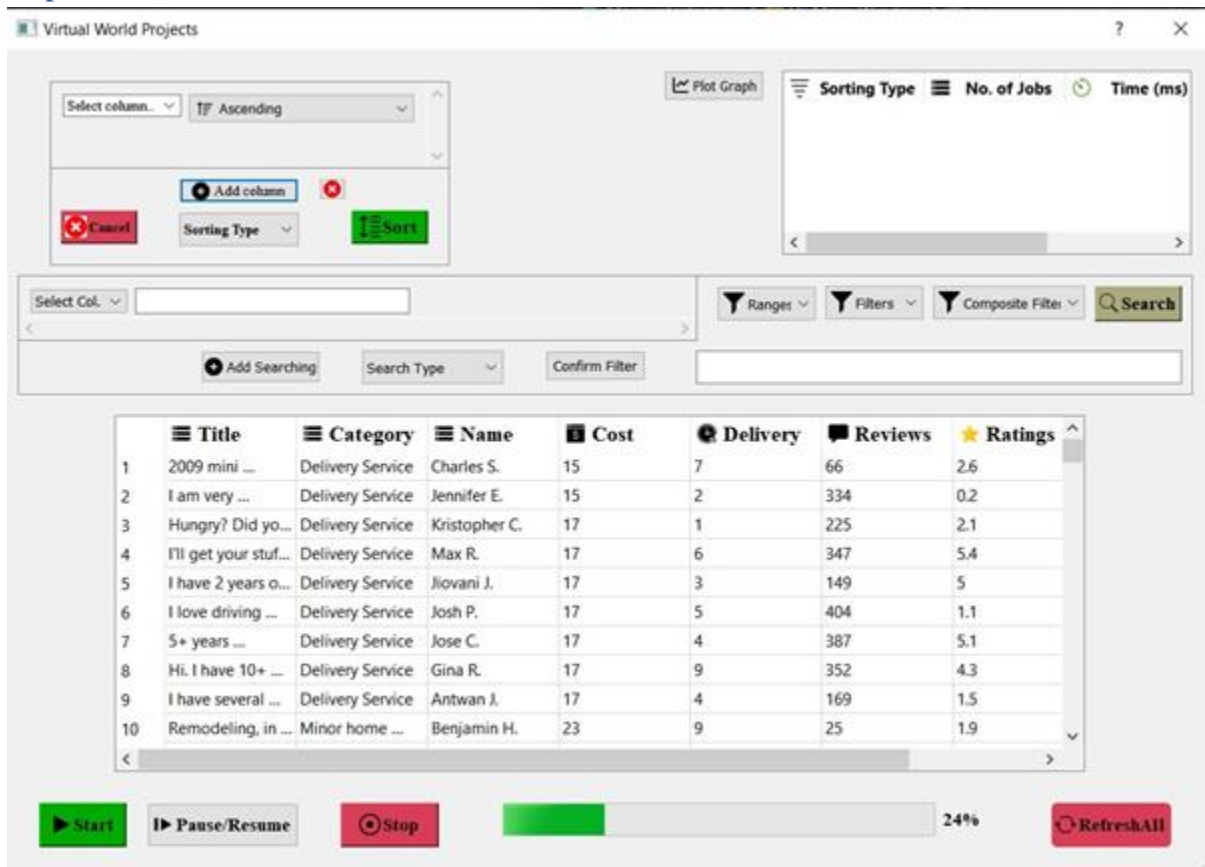 Virtual World Projects
?
Select column..
Ascending
Plot Graph
Sorting Type
No. of Jobs
Time (ms)
Add column
Cancel
Sorting Type
Sort
Select Col.
Ranges
Filters
Composite Filter
Search
Add Searching
Search Type
Confirm Filter
Title Category Name Cost Delivery Reviews Ratings
1 2009 mini ... Delivery Service Charles S. 15 7 66 2.6
2 I am very ... Delivery Service Jennifer E. 15 2 334 0.2
3 Hungry? Did yo... Delivery Service Kristopher C. 17 1 225 2.1
4 I'll get your stuf... Delivery Service Max R. 17 6 347 5.4
5 I have 2 years o... Delivery Service Jiovani J. 17 3 149 5
6 I love driving ... Delivery Service Josh P. 17 5 404 1.1
7 5+ years ... Delivery Service Jose C. 17 4 387 5.1
8 Hi. I have 10+ ... Delivery Service Gina R. 17 9 352 4.3
9 I have several ... Delivery Service Antwan J. 17 4 169 1.5
10 Remodeling, in ... Minor home ... Benjamin H. 23 9 25 1.9
Start
Pause/Resume
Stop
24%
RefreshAll